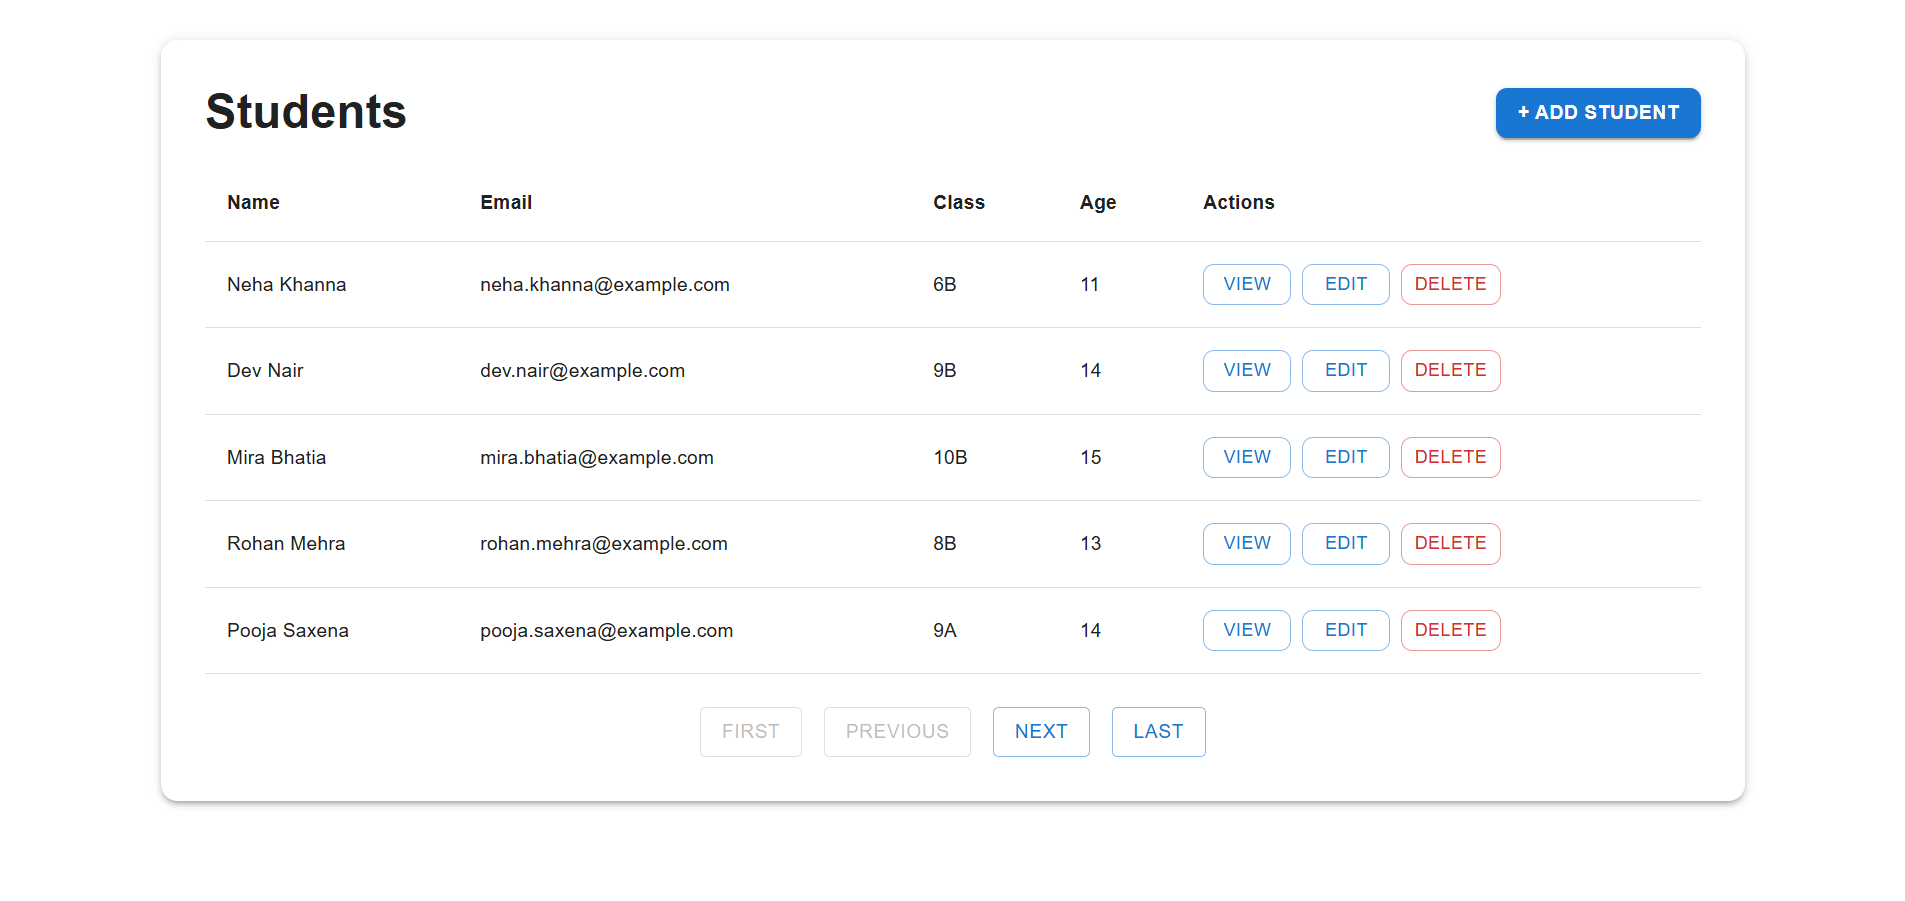 Students + ADD STUDENT
Name Email Class Age Actions
Neha Khanna neha.khanna@example.com 6B 11 VIEW EDIT DELETE
Dev Nair dev.nair@example.com 9B 14 VIEW EDIT DELETE
Mira Bhatia mira.bhatia@example.com 10B 15 VIEW EDIT DELETE
Rohan Mehra rohan.mehra@example.com 8B 13 VIEW EDIT DELETE
Pooja Saxena pooja.saxena@example.com 9A 14 VIEW EDIT DELETE
FIRST PREVIOUS NEXT LAST